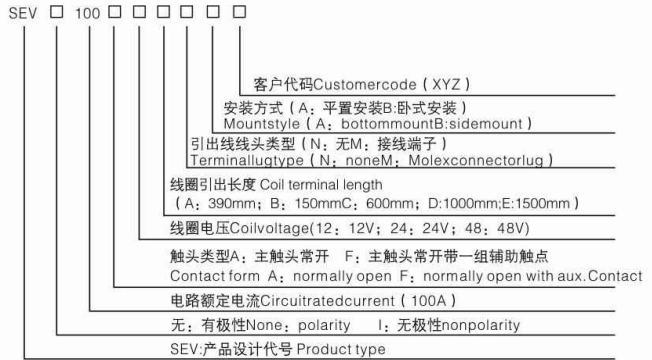 SEV □ 100 □ □ □ □ □ □
客户代码Customercode（XYZ）
安装方式（A：平置安装B:卧式安装）
Mountstyle（A：bottommountB:sidemount）
引出线线头类型（N：无M：接线端子）
Terminallugtype（N：noneM：Molexconnectorlug）
线圈引出长度 Coil terminal length
（A：390mm；B：150mmC：600mm；D:1000mm;E:1500mm）
线圈电压Coilvoltage(12：12V；24：24V；48：48V)
触头类型A：主触头常开 F：主触头常开带一组辅助触点
Contact form A：normally open F：normally open with aux.Contact
电路额定电流Circuitratedcurrent（100A）
无：有极性None：polarity I：无极性nonpolarity
SEV:产品设计代号 Product type